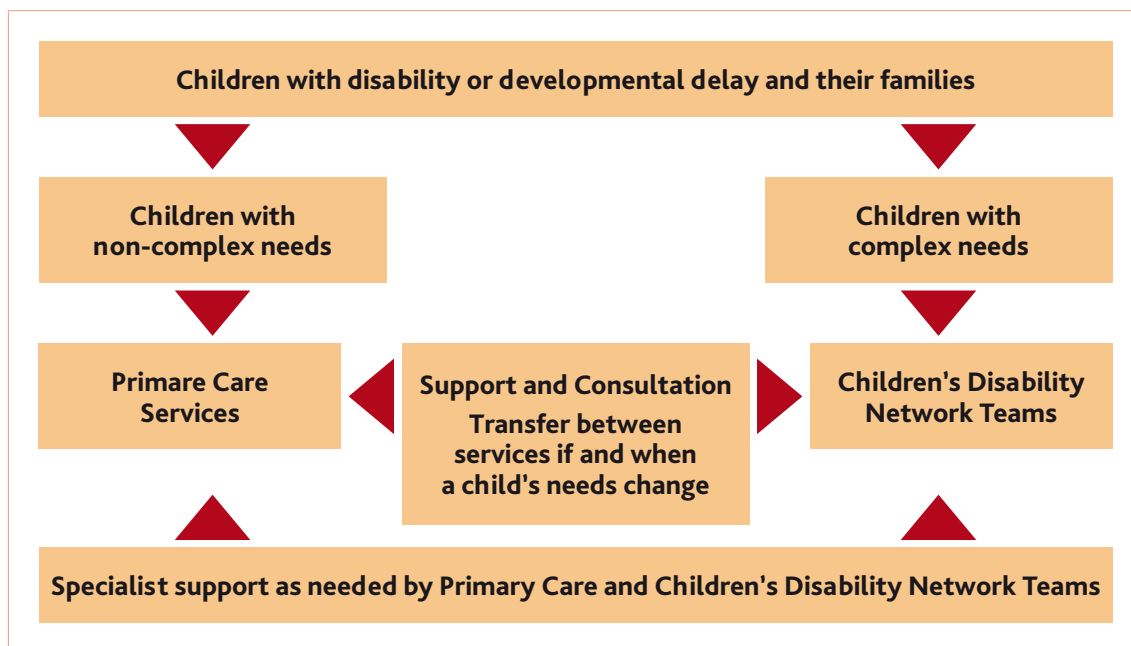 Children with disability or developmental delay and their families
Children with
non-complex needs
Children with
complex needs
Primare Care
Services
Support and Consultation
Transfer between
services if and when
a child’s needs change
Children’s Disability
Network Teams
Specialist support as needed by Primary Care and Children’s Disability Network Teams